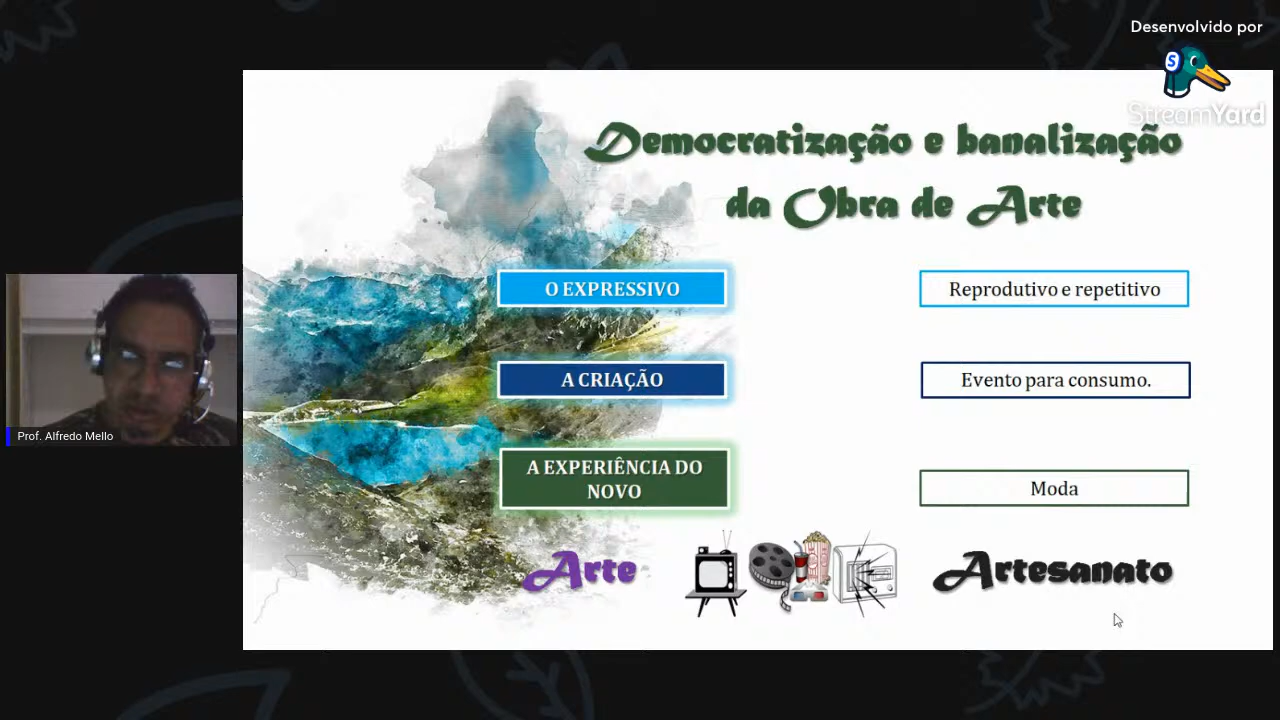 Desenvolvido por
S
StreamYard
Democratização e banalização
da Obra de Arte
O EXPRESSIVO
Reprodutivo e repetitivo
A CRIAÇÃO
Evento para consumo.
A EXPERIÊNCIA DO
NOVO
Moda
Arte
Artesanato
Prof. Alfredo Mello